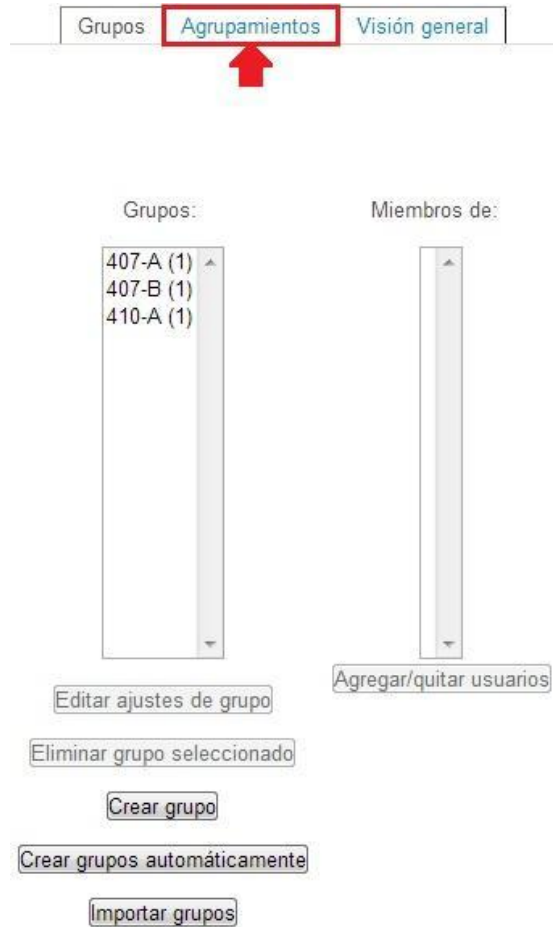 Grupos Agrupamientos Visión general
Grupos: Miembros de:
407-A (1)
407-B (1)
410-A (1)
Editar ajustes de grupo
Agregar/quitar usuarios
Eliminar grupo seleccionado
Crear grupo
Crear grupos automáticamente
Importar grupos